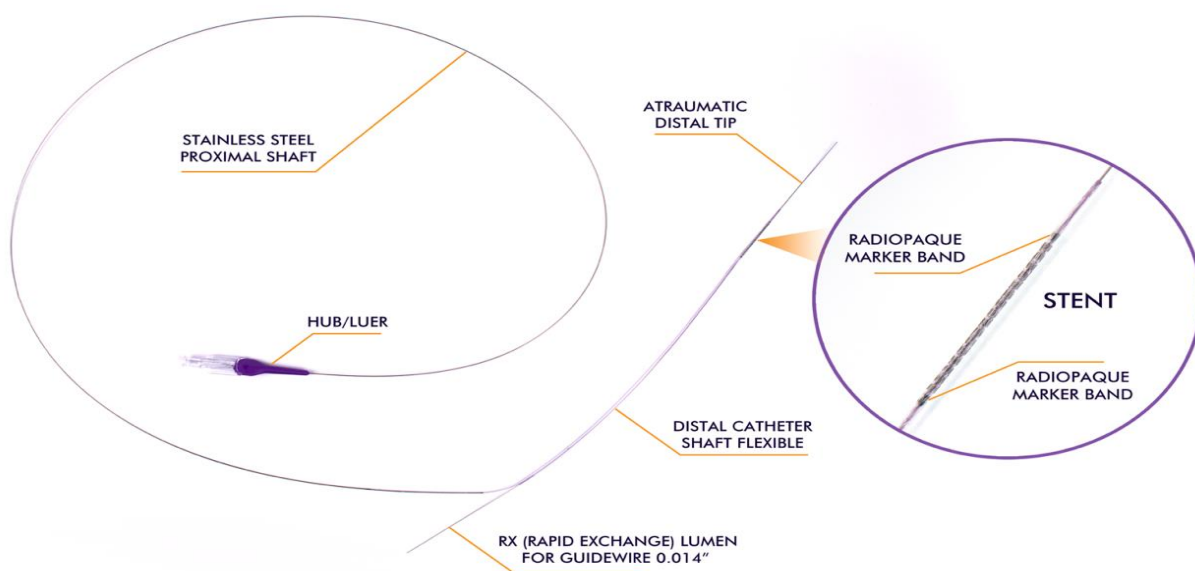 STAINLESS STEEL
PROXIMAL SHAFT
HUB/LUER
ATRAUMATIC
DISTAL TIP
RADIOPAQUE
MARKER BAND
STENT
RADIOPAQUE
MARKER BAND
DISTAL CATHETER
SHAFT FLEXIBLE
RX (RAPID EXCHANGE) LUMEN
FOR GUIDEWIRE 0.014”